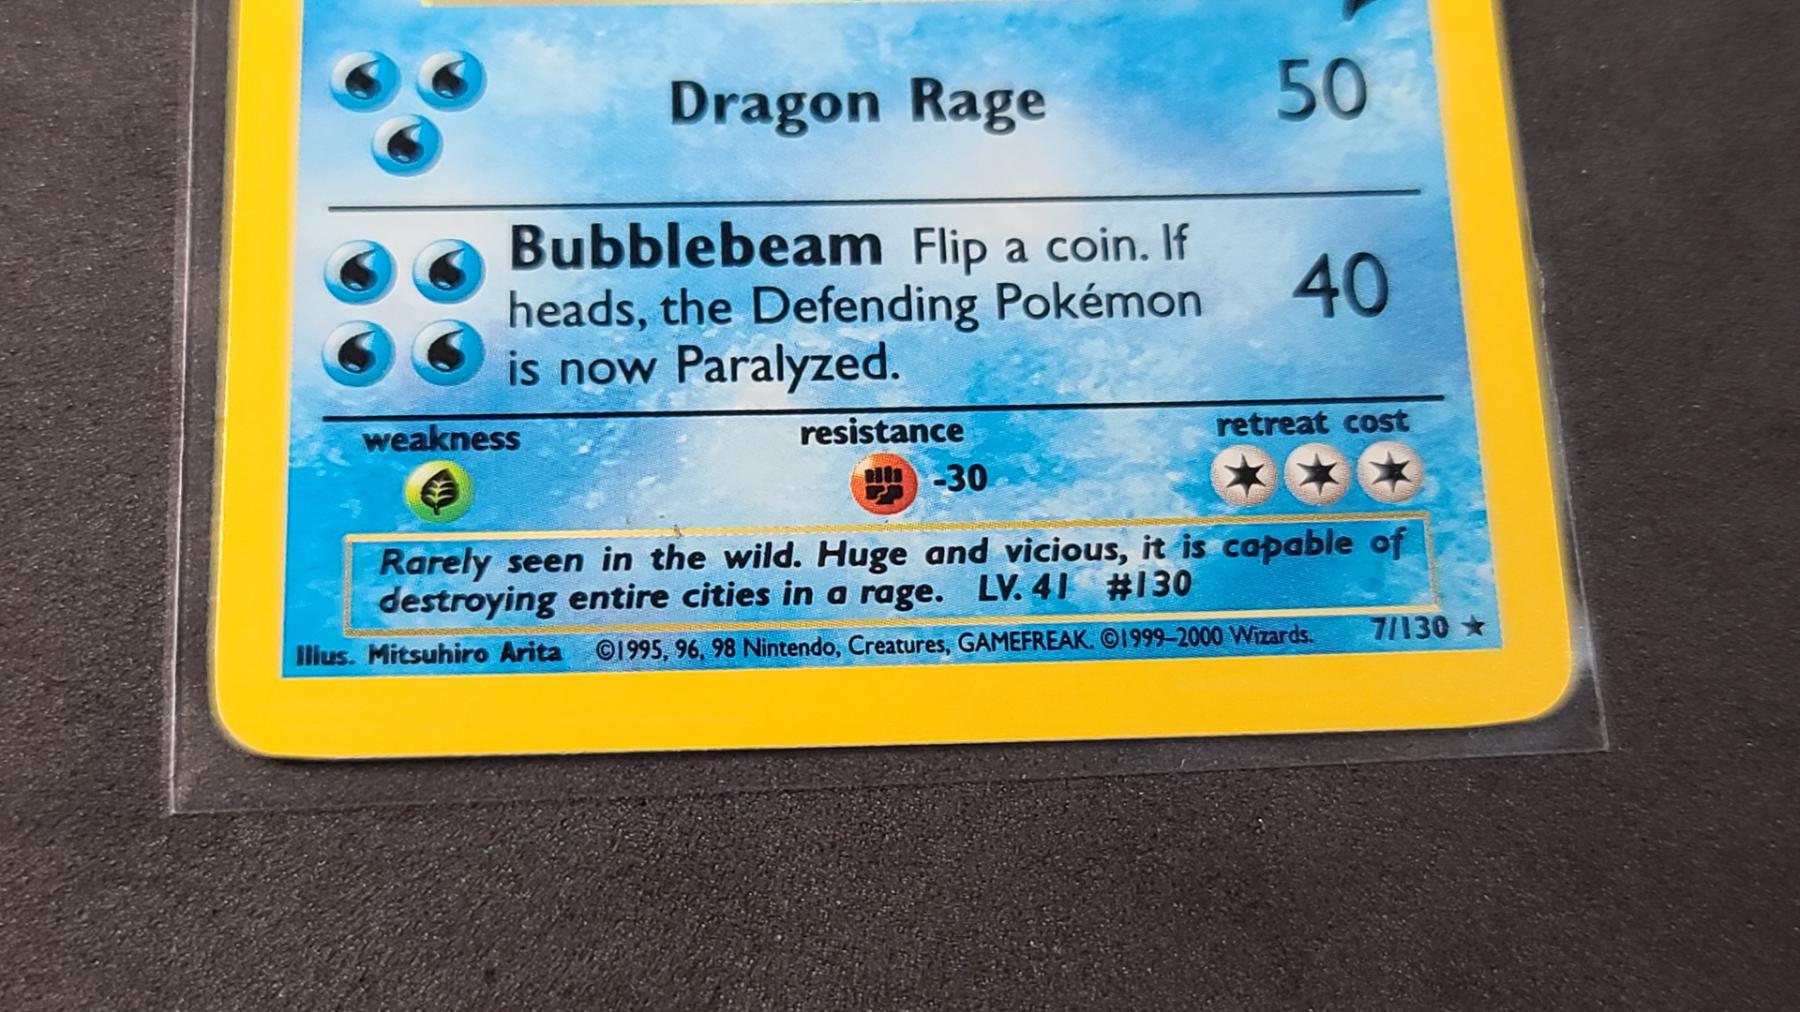 Dragon Rage 50
Bubblebeam Flip a coin. If
heads, the Defending Pokémon 40
is now Paralyzed.
weakness resistance retreat cost
-30
Rarely seen in the wild. Huge and vicious, it is capable of
destroying entire cities in a rage. LV. 41 #130
Illus. Mitsuhiro Arita ©1995, 96, 98 Nintendo, Creatures, GAMEFREAK. ©1999–2000 Wizards. 7/130 ★